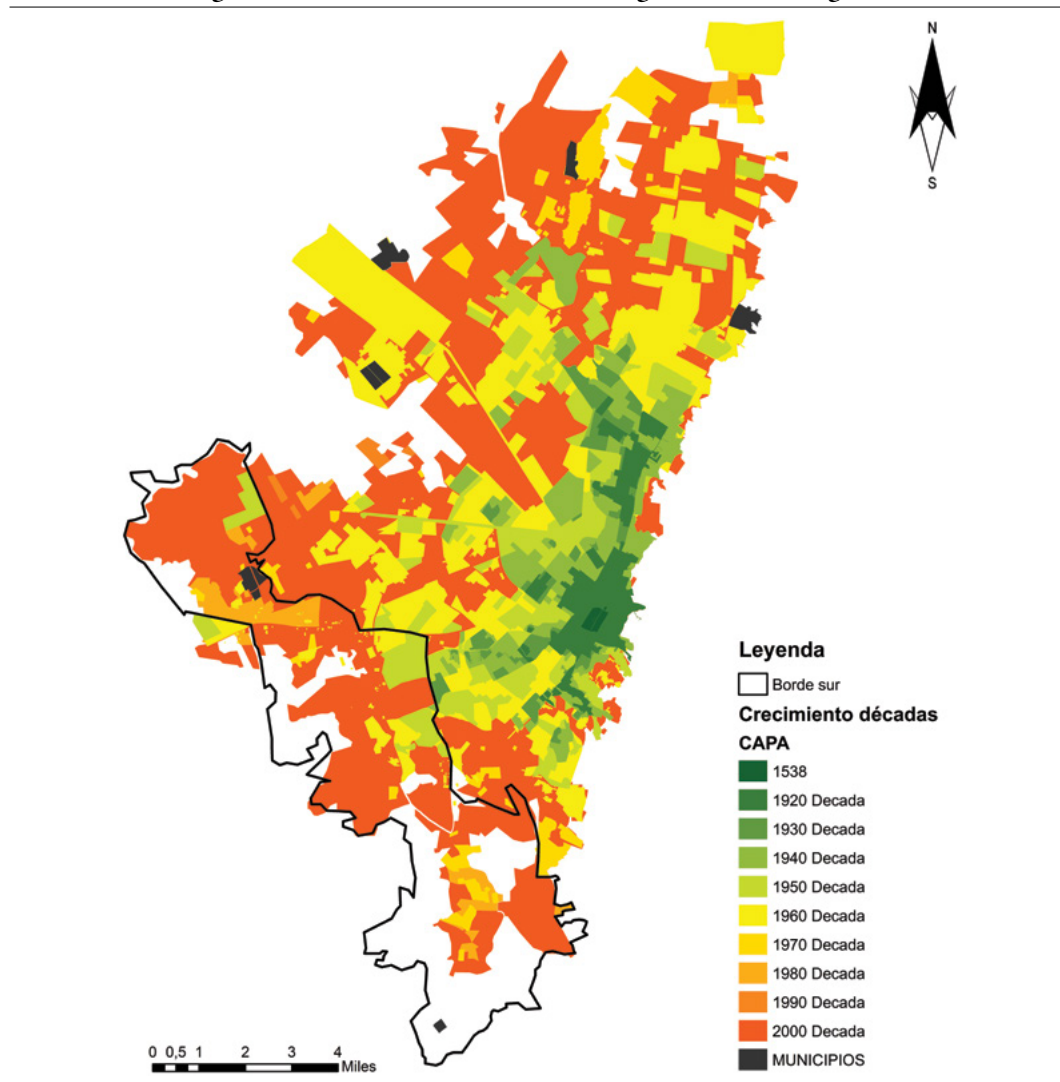 N
S
Leyenda
Borde sur
Crecimiento décadas
CAPA
1538
1920 Decada
1930 Decada
1940 Decada
1950 Decada
1960 Decada
1970 Decada
1980 Decada
1990 Decada
2000 Decada
MUNICIPIOS
0 0,5 1 2 3 4
Miles